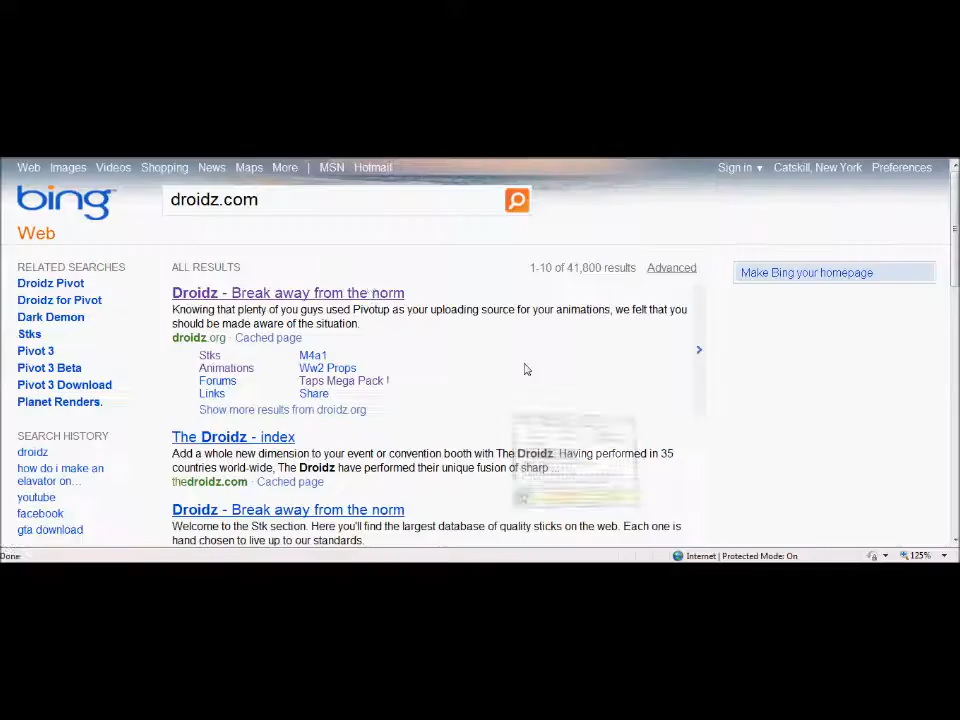 Web Images Videos Shopping News Maps More | MSN Hotmail Sign in Catskill, New York Preferences
bing
droidz.com
Web
RELATED SEARCHES
Droidz Pivot
Droidz for Pivot
Dark Demon
Stks
Pivot 3
Pivot 3 Beta
Pivot 3 Download
Planet Renders.
SEARCH HISTORY
droidz
how do i make an
elavator on...
youtube
facebook
gta download
ALL RESULTS 1-10 of 41,800 results Advanced
Droidz - Break away from the norm
Knowing that plenty of you guys used Pivotup as your uploading source for your animations, we felt that you
should be made aware of the situation.
droidz.org · Cached page
Stks M4a1
Animations Ww2 Props
Forums Taps Mega Pack !
Links Share
Show more results from droidz.org
The Droidz - index
Add a whole new dimension to your event or convention booth with The Droidz. Having performed in 35
countries world-wide, The Droidz have performed their unique fusion of sharp ...
thedroidz.com · Cached page
Droidz - Break away from the norm
Welcome to the Stk section. Here you'll find the largest database of quality sticks on the web. Each one is
hand chosen to live up to our standards.
Make Bing your homepage
Done Internet | Protected Mode: On 125%